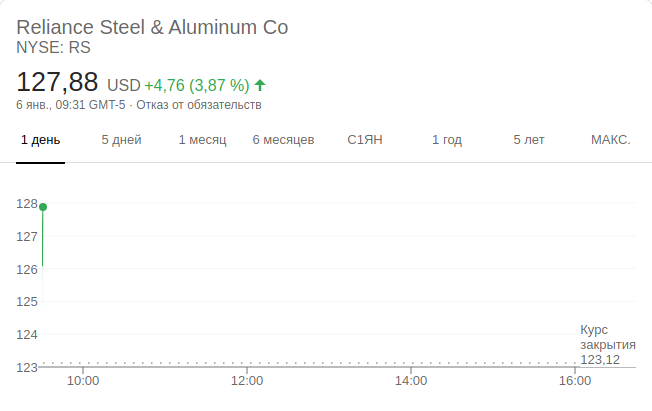 Reliance Steel & Aluminum Co
NYSE: RS
127,88 USD +4,76 (3,87 %)
6 янв., 09:31 GMT-5 · Отказ от обязательств
1 день 5 дней 1 месяц 6 месяцев С1ЯН 1 год 5 лет МАКС.
128
127
126
125
124
Курс
закрытия
123,12
123
10:00 12:00 14:00 16:00